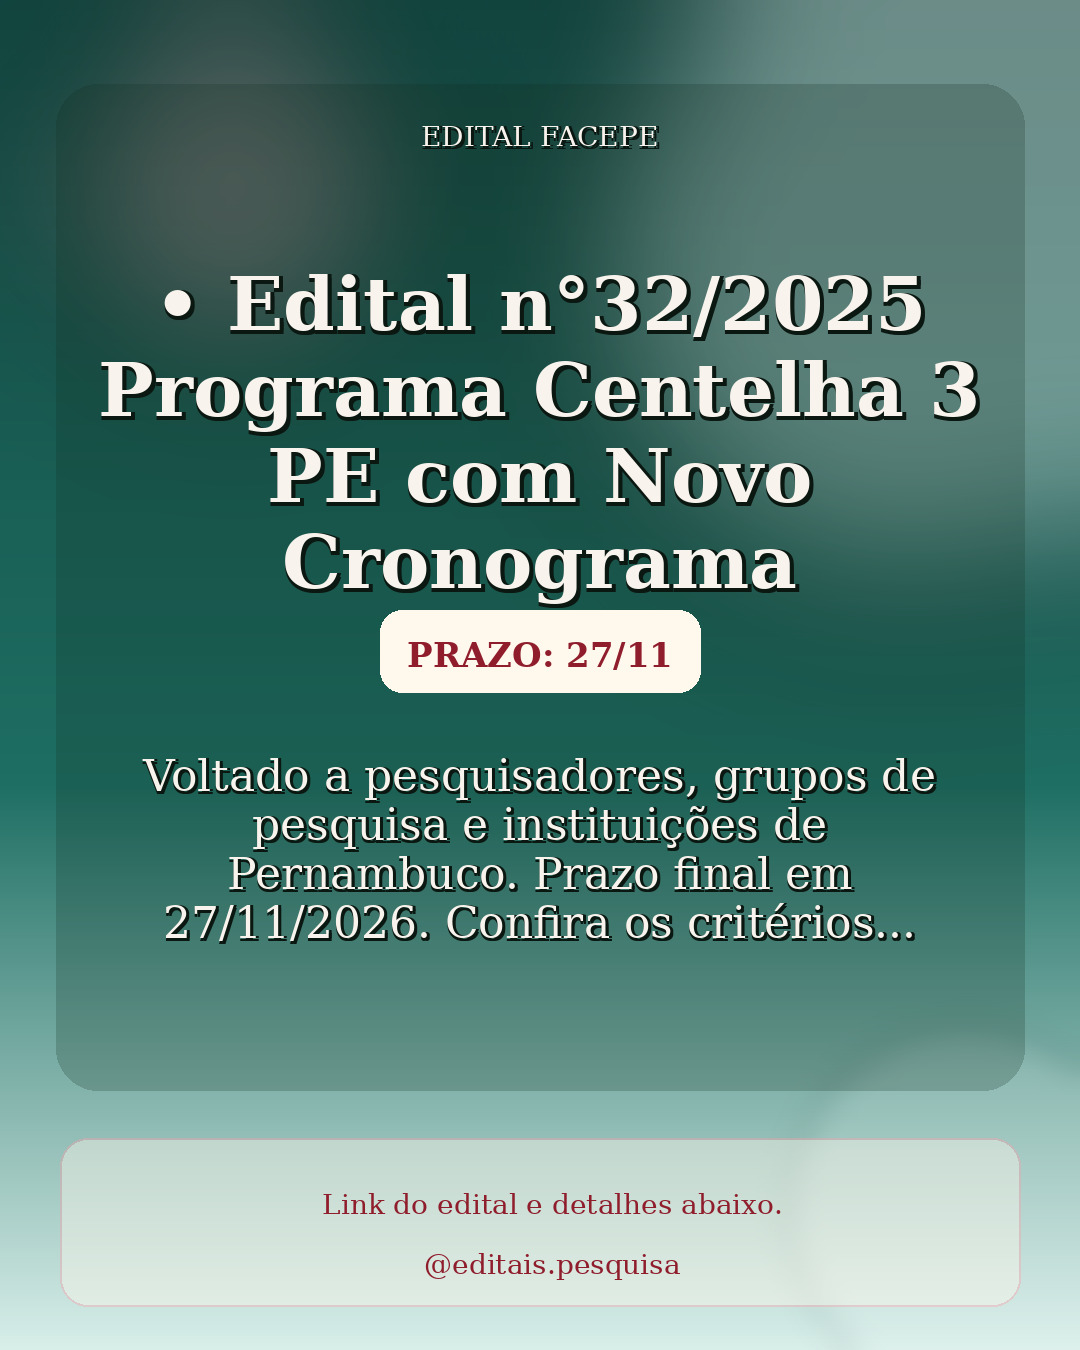 EDITAL FACEPE
• Edital n°32/2025
Programa Centelha 3
PE com Novo
Cronograma
PRAZO: 27/11
Voltado a pesquisadores, grupos de
pesquisa e instituições de
Pernambuco. Prazo final em
27/11/2026. Confira os critérios...
Link do edital e detalhes abaixo.
@editais.pesquisa